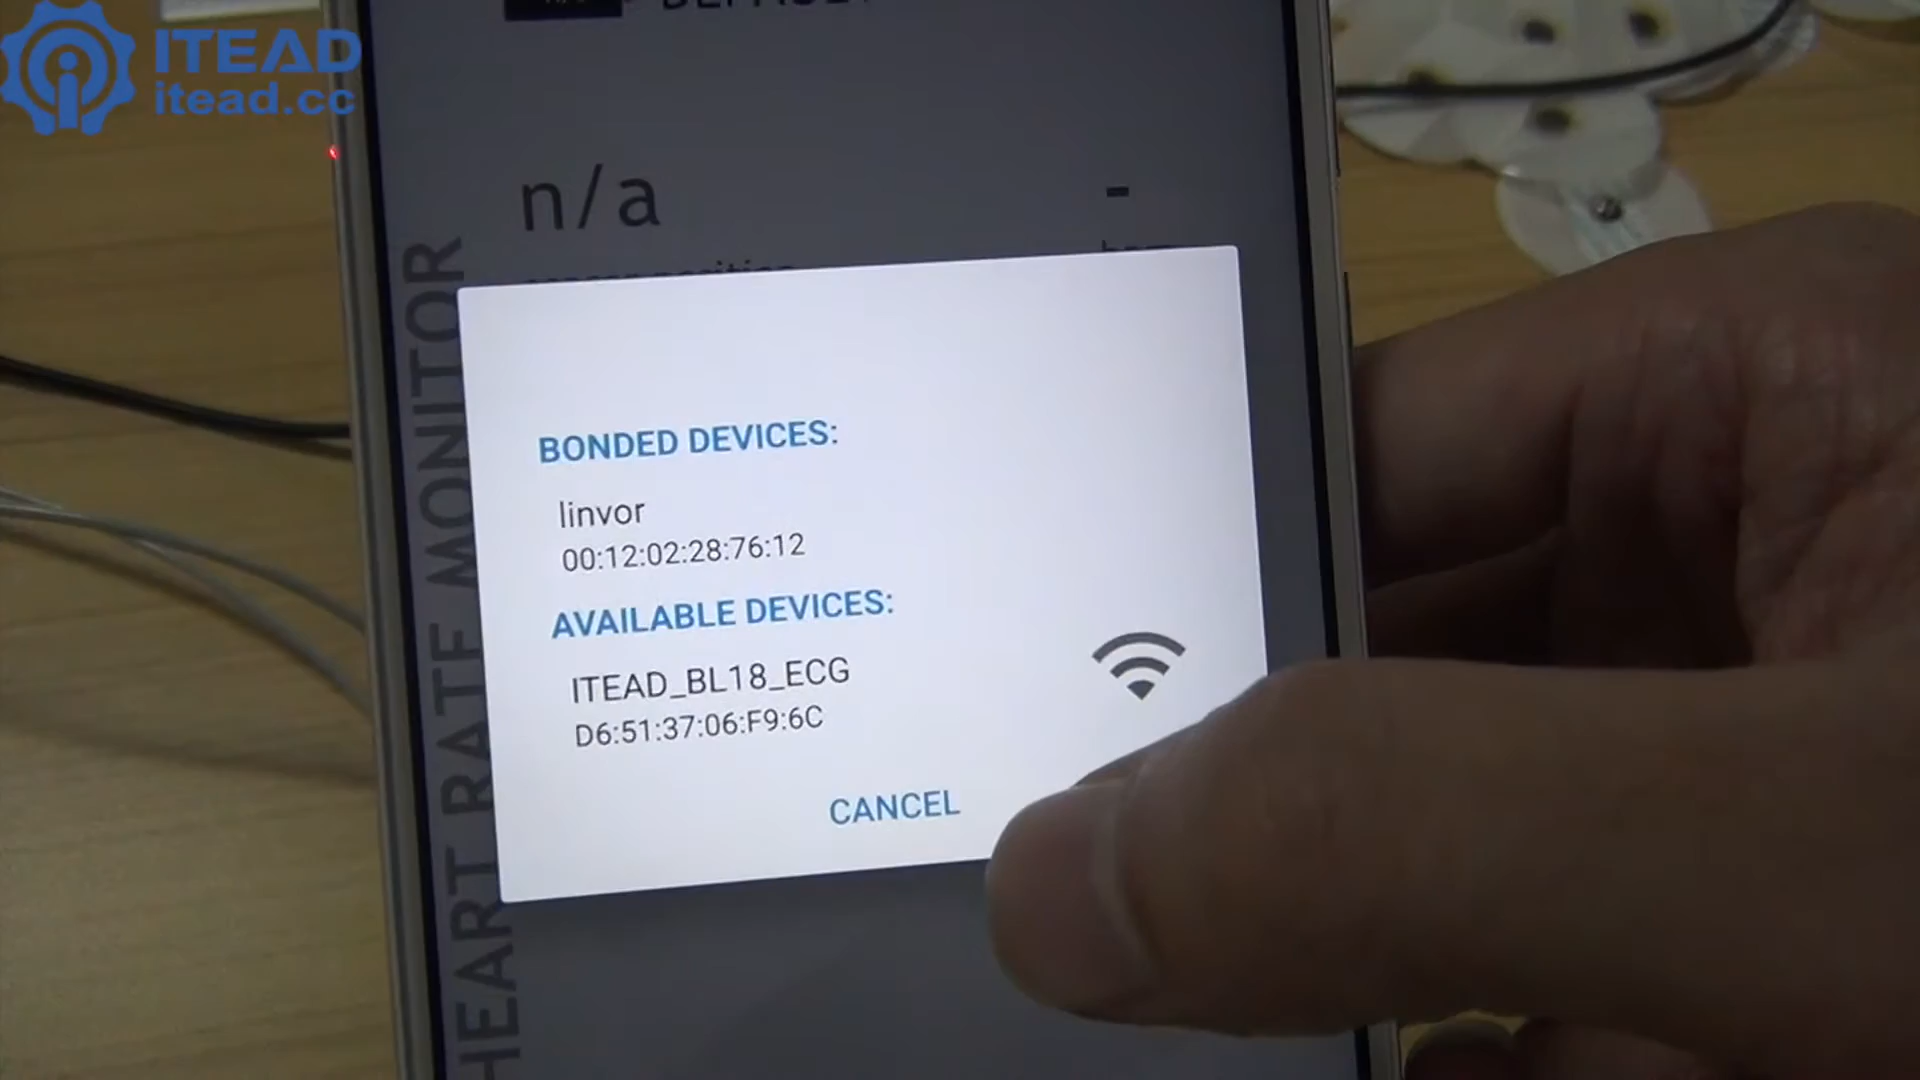 ITEAD
itead.cc
DEFAULT
n/a
-
HEART RATE MONITOR
BONDED DEVICES:
linvor
00:12:02:28:76:12
AVAILABLE DEVICES:
ITEAD_BL18_ECG
D6:51:37:06:F9:6C
CANCEL